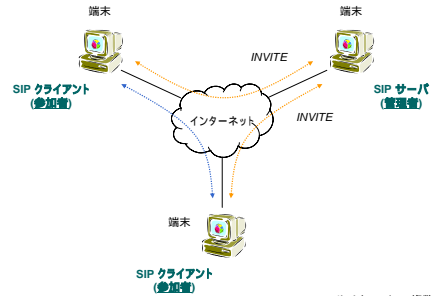 端末
端末
INVITE
SIP クライアント
(参加者)
SIP サーバ
(管理者)
インターネット
INVITE
端末
SIP クライアント
(参加者)